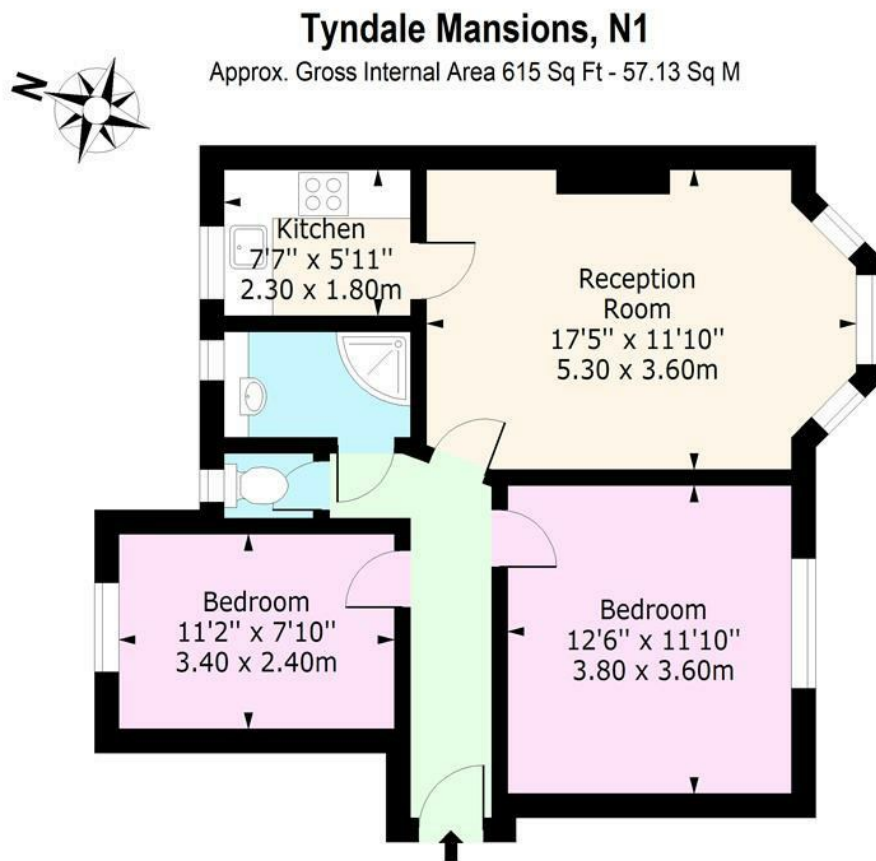 Tyndale Mansions, N1
Approx. Gross Internal Area 615 Sq Ft - 57.13 Sq M
N
Kitchen
7'7" x 5'11"
2.30 x 1.80m
Reception
Room
17'5" x 11'10"
5.30 x 3.60m
Bedroom
11'2" x 7'10"
3.40 x 2.40m
Bedroom
12'6" x 11'10"
3.80 x 3.60m